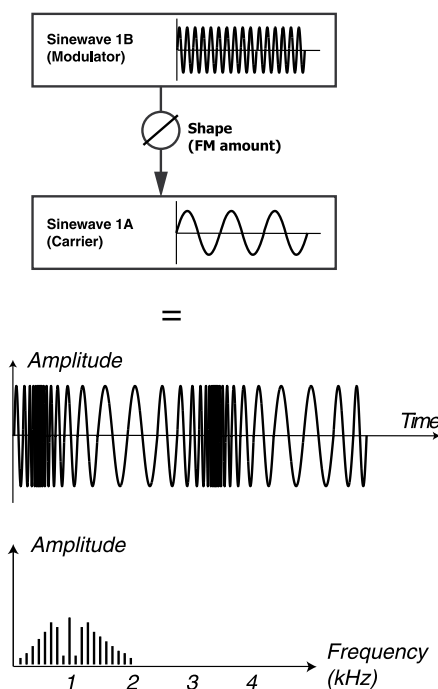 Sinewave 1B
(Modulator)
Shape
(FM amount)
Sinewave 1A
(Carrier)
=
Amplitude
Time
Amplitude
Frequency
(kHz)
1 2 3 4